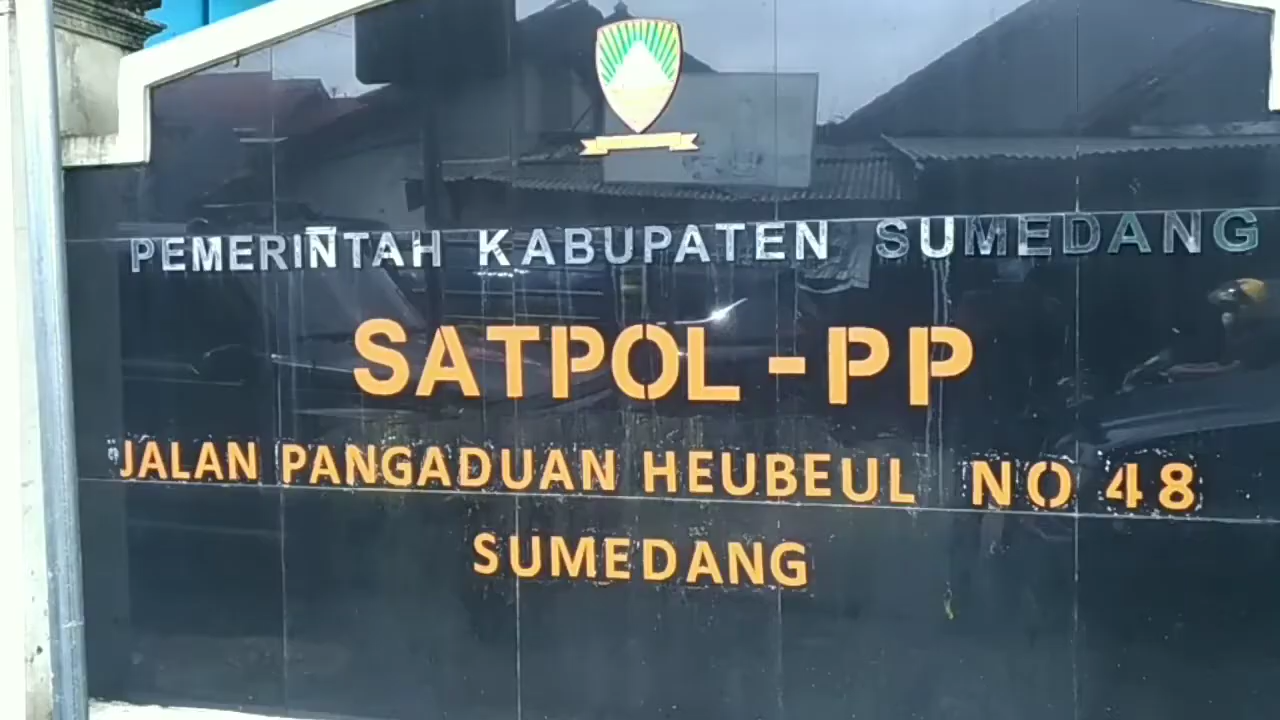 PEMERINTAH KABUPATEN SUMEDANG
SATPOL - PP
JALAN PANGADUAN HEUBEUL NO 48
SUMEDANG